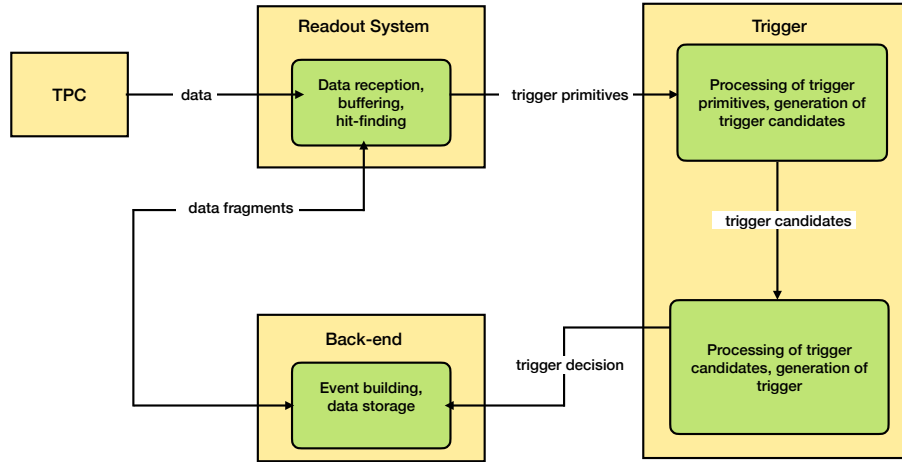 Readout System
Trigger
TPC
data
Data reception,
buffering,
hit-finding
trigger primitives
Processing of trigger
primitives, generation of
trigger candidates
data fragments
trigger candidates
Back-end
Event building,
data storage
trigger decision
Processing of trigger
candidates, generation of
trigger